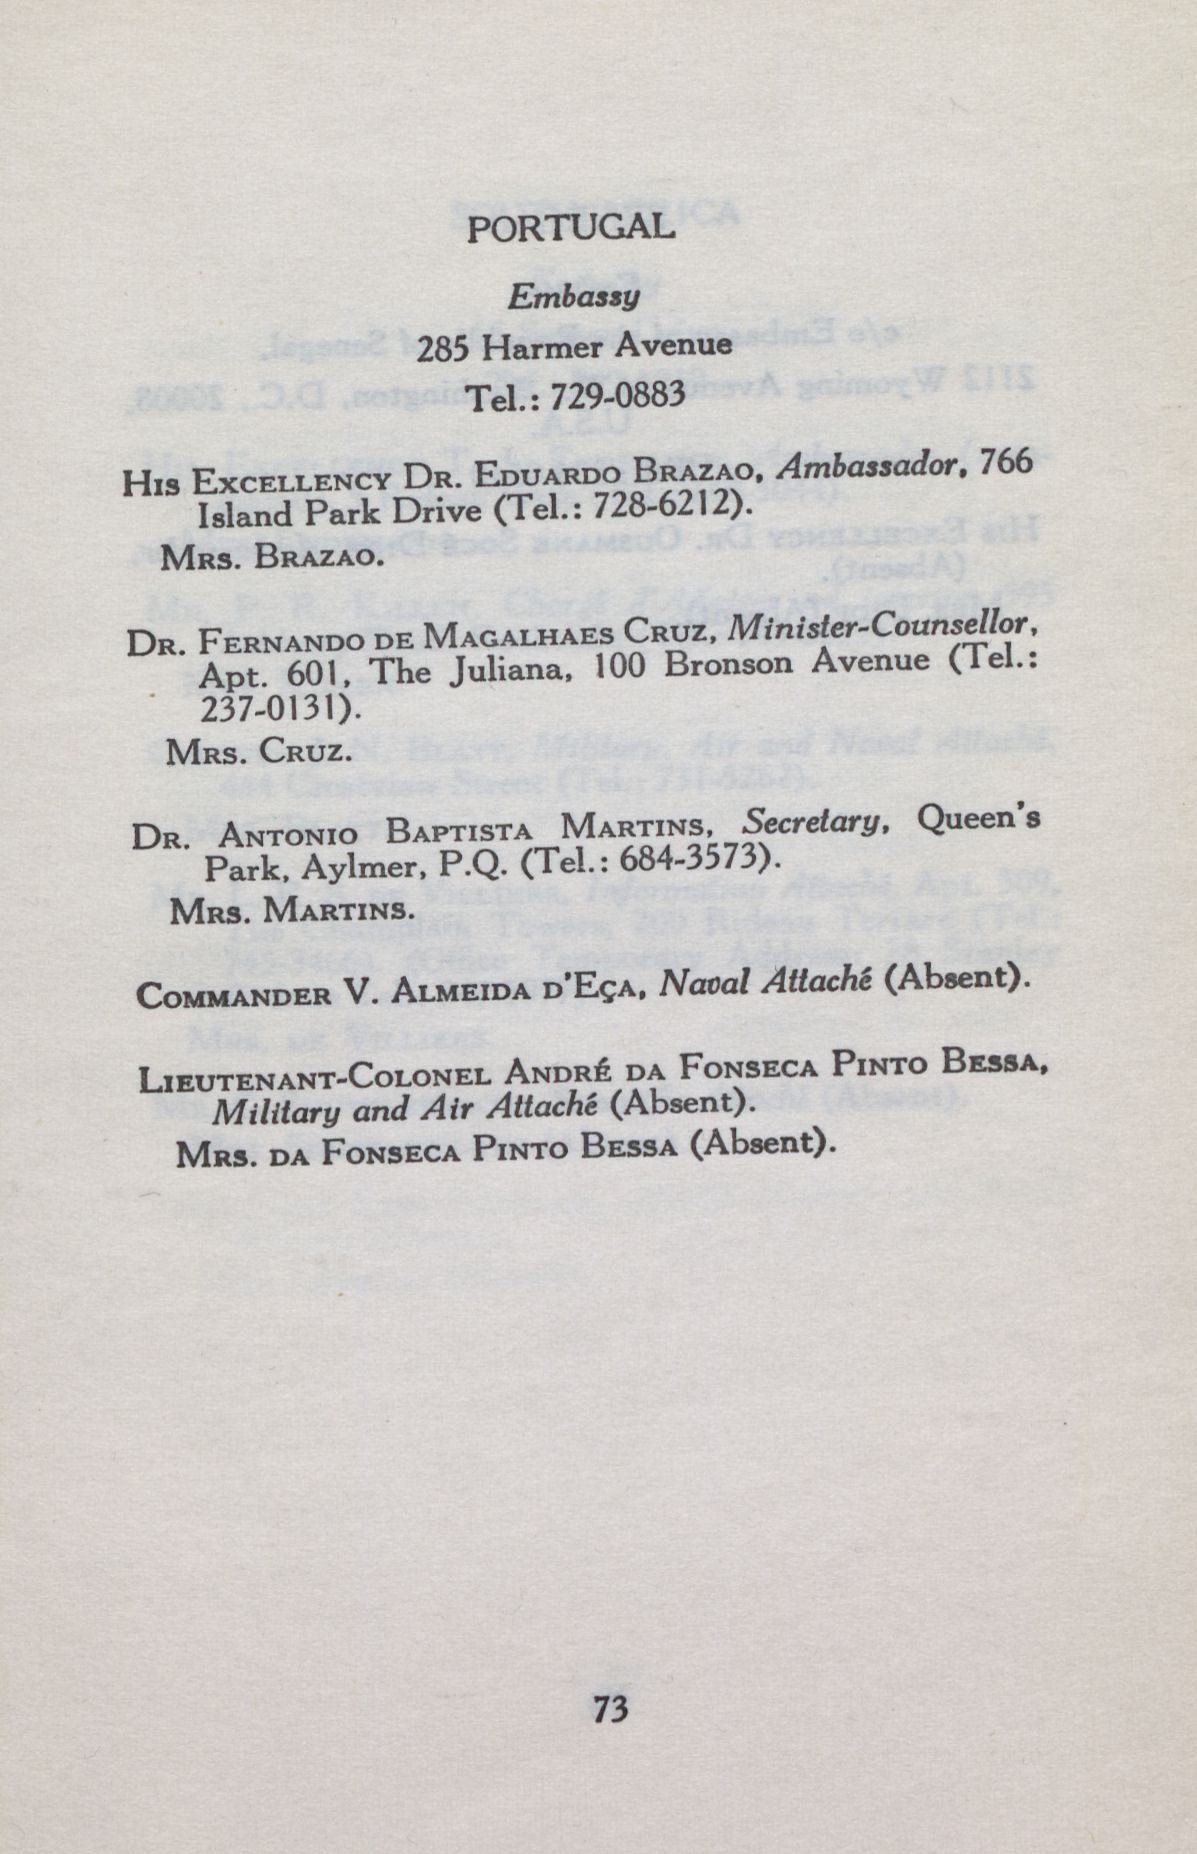 PORTUGAL
Embassy
285 Harmer Avenue
Tel.: 729-0883
HIS EXCELLENCY DR. EDUARDO BRAZAO, Ambassador, 766
Island Park Drive (Tel.: 728-6212).
MRS. BRAZAO.
DR. FERNANDO DE MAGALHAES CRUZ, Minister-Counsellor,
Apt. 601, The Juliana, 100 Bronson Avenue (Tel.:
237-0131).
MRS. CRUZ.
DR. ANTONIO BAPTISTA MARTINS, Secretary, Queen's
Park, Aylmer, P.Q. (Tel.: 684-3573).
MRS. MARTINS.
COMMANDER V. ALMEIDA D'EÇA, Naval Attaché (Absent).
LIEUTENANT-COLONEL ANDRÉ DA FONSECA PINTO BESSA,
Military and Air Attaché (Absent).
MRS. DA FONSECA PINTO BESSA (Absent).
73